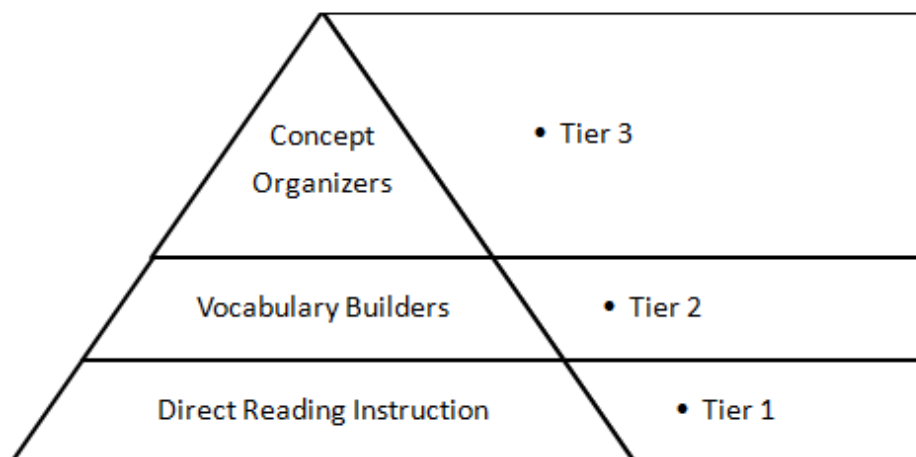 Concept
Organizers
• Tier 3
Vocabulary Builders
• Tier 2
Direct Reading Instruction
• Tier 1